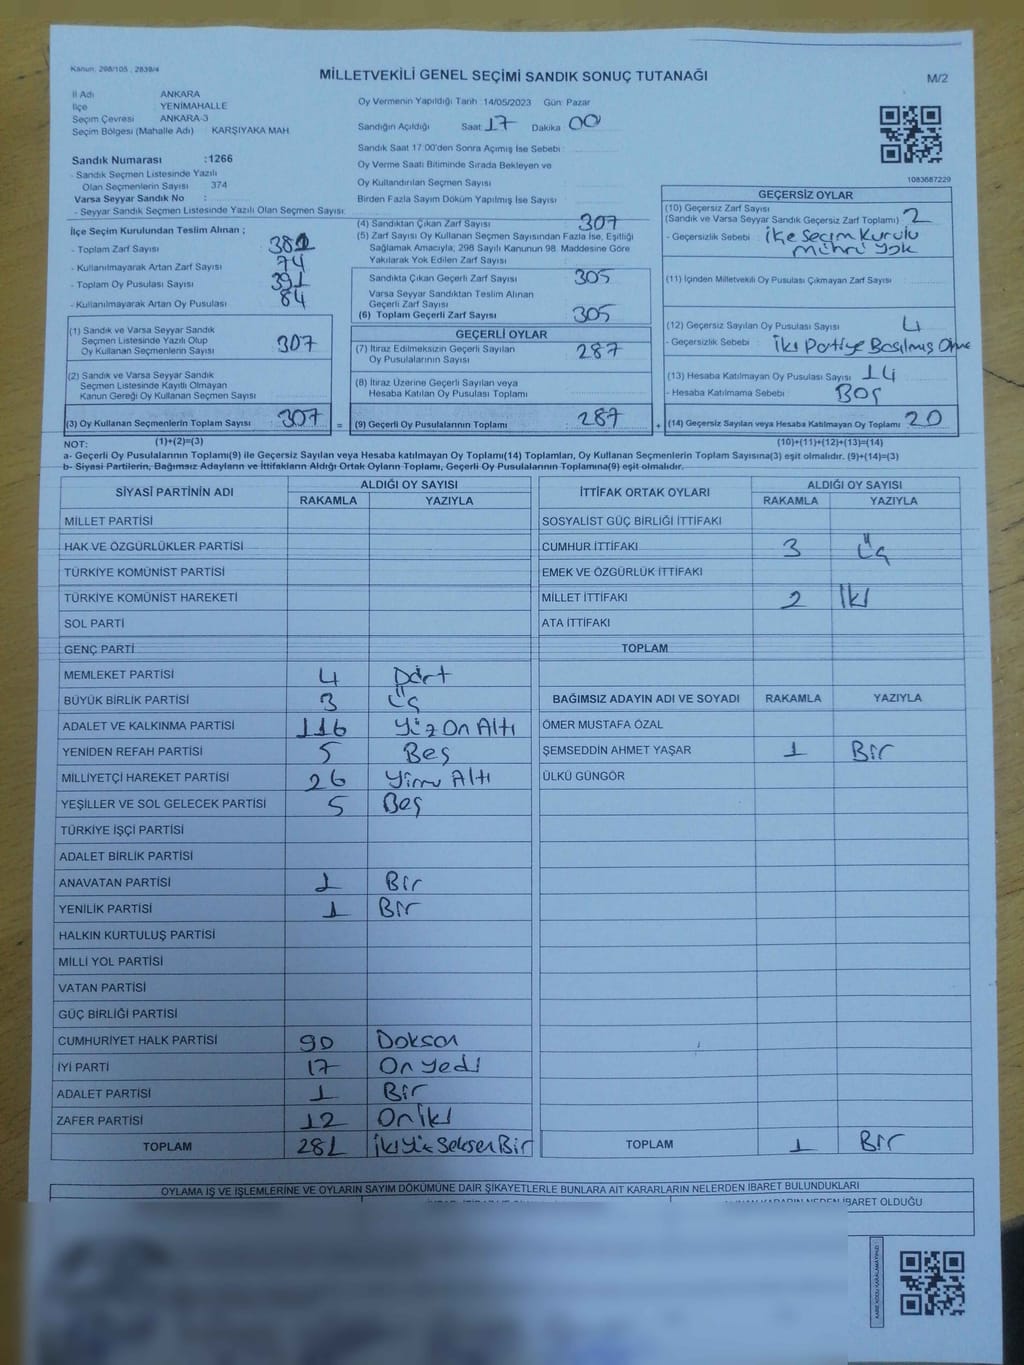 Kanun: 298/105 , 2839/4
MİLLETVEKİLİ GENEL SEÇİMİ SANDIK SONUÇ TUTANAĞI
M/2
İl Adı ANKARA
İlçe YENİMAHALLE
Seçim Çevresi ANKARA-3
Seçim Bölgesi (Mahalle Adı) KARŞIYAKA MAH.
Sandık Numarası :1266
- Sandık Seçmen Listesinde Yazılı
Olan Seçmenlerin Sayısı 374
Varsa Seyyar Sandık No :
- Seyyar Sandık Seçmen Listesinde Yazılı Olan Seçmen Sayısı:
İlçe Seçim Kurulundan Teslim Alınan ;
- Toplam Zarf Sayısı 381
- Kullanılmayarak Artan Zarf Sayısı 74
- Toplam Oy Pusulası Sayısı 391
- Kullanılmayarak Artan Oy Pusulası 84
(1) Sandık ve Varsa Seyyar Sandık
Seçmen Listesinde Yazılı Olup
Oy Kullanan Seçmenlerin Sayısı 307
(2) Sandık ve Varsa Seyyar Sandık
Seçmen Listesinde Kayıtlı Olmayan
Kanun Gereği Oy Kullanan Seçmen Sayısı
(3) Oy Kullanan Seçmenlerin Toplam Sayısı 307
Oy Vermenin Yapıldığı Tarih :14/05/2023 Gün: Pazar
Sandığın Açıldığı Saat 17 Dakika 00
Sandık Saat 17:00'den Sonra Açımış İse Sebebi :
Oy Verme Saati Bitiminde Sırada Bekleyen ve
Oy Kullandırılan Seçmen Sayısı :
Birden Fazla Sayım Döküm Yapılmış İse Sayısı :
(4) Sandıktan Çıkan Zarf Sayısı 307
(5) Zarf Sayısı Oy Kullanan Seçmen Sayısından Fazla İse, Eşitliği
Sağlamak Amacıyla, 298 Sayılı Kanunun 98. Maddesine Göre
Yakılarak Yok Edilen Zarf Sayısı :
Sandıkta Çıkan Geçerli Zarf Sayısı 305
Varsa Seyyar Sandıktan Teslim Alınan
Geçerli Zarf Sayısı
(6) Toplam Geçerli Zarf Sayısı 305
GEÇERLİ OYLAR
(7) İtiraz Edilmeksizin Geçerli Sayılan
Oy Pusulalarının Sayısı 287
(8) İtiraz Üzerine Geçerli Sayılan veya
Hesaba Katılan Oy Pusulası Toplamı
= (9) Geçerli Oy Pusulalarının Toplamı 287
1083687229
GEÇERSİZ OYLAR
(10) Geçersiz Zarf Sayısı
(Sandık ve Varsa Seyyar Sandık Geçersiz Zarf Toplamı) 2
- Geçersizlik Sebebi : İlçe Seçim Kurulu
Mührü Yok
(11) İçinden Milletvekili Oy Pusulası Çıkmayan Zarf Sayısı
(12) Geçersiz Sayılan Oy Pusulası Sayısı 4
- Geçersizlik Sebebi : İki Partiye Basılmış Olma
(13) Hesaba Katılmayan Oy Pusulası Sayısı 14
- Hesaba Katılmama Sebebi : BOŞ
+ (14) Geçersiz Sayılan veya Hesaba Katılmayan Oy Toplamı 20
NOT: (1)+(2)=(3) (10)+(11)+(12)+(13)=(14)
a- Geçerli Oy Pusulalarının Toplamı(9) ile Geçersiz veya Hesaba katılmayan Oy Toplamı(14) Toplamları, Oy Kullanan Seçmenlerin Toplam Sayısına(3) eşit olmalıdır. (9)+(14)=(3)
b- Siyasi Partilerin, Bağımsız Adayların ve İttifakların Aldığı Ortak Oyların Toplamı, Geçerli Oy Pusulalarının Toplamına(9) eşit olmalıdır.
SİYASİ PARTİNİN ADI ALDIĞI OY SAYISI
RAKAMLA YAZIYLA
MİLLET PARTİSİ
HAK VE ÖZGÜRLÜKLER PARTİSİ
TÜRKİYE KOMÜNİST PARTİSİ
TÜRKİYE KOMÜNİST HAREKETİ
SOL PARTİ
GENÇ PARTİ
MEMLEKET PARTİSİ 4 Dört
BÜYÜK BİRLİK PARTİSİ 3 Üç
ADALET VE KALKINMA PARTİSİ 116 Yüz On Altı
YENİDEN REFAH PARTİSİ 5 Beş
MİLLİYETÇİ HAREKET PARTİSİ 26 Yirmi Altı
YEŞİLLER VE SOL GELECEK PARTİSİ 5 Beş
TÜRKİYE İŞÇİ PARTİSİ
ADALET BİRLİK PARTİSİ
ANAVATAN PARTİSİ 1 Bir
YENİLİK PARTİSİ 1 Bir
HALKIN KURTULUŞ PARTİSİ
MİLLİ YOL PARTİSİ
VATAN PARTİSİ
GÜÇ BİRLİĞİ PARTİSİ
CUMHURİYET HALK PARTİSİ 90 Doksan
İYİ PARTİ 17 On yedi
ADALET PARTİSİ 1 Bir
ZAFER PARTİSİ 12 On iki
TOPLAM 281 İki Yüz Seksen Bir
İTTİFAK ORTAK OYLARI ALDIĞI OY SAYISI
RAKAMLA YAZIYLA
SOSYALİST GÜÇ BİRLİĞİ İTTİFAKI
CUMHUR İTTİFAKI 3 Üç
EMEK VE ÖZGÜRLÜK İTTİFAKI
MİLLET İTTİFAKI 2 İki
ATA İTTİFAKI
TOPLAM
BAĞIMSIZ ADAYIN ADI VE SOYADI RAKAMLA YAZIYLA
ÖMER MUSTAFA ÖZAL
ŞEMSEDDİN AHMET YAŞAR 1 Bir
ÜLKÜ GÜNGÖR
TOPLAM 1 Bir
OYLAMA İŞ VE İŞLEMLERİNE VE OYLARIN SAYIM DÖKÜMÜNE DAİR ŞİKAYETLERLE BUNLARA AİT KARARLARIN NELERDEN İBARET BULUNDUKLARI
KARARIN NEDEN İBARET OLDUĞU